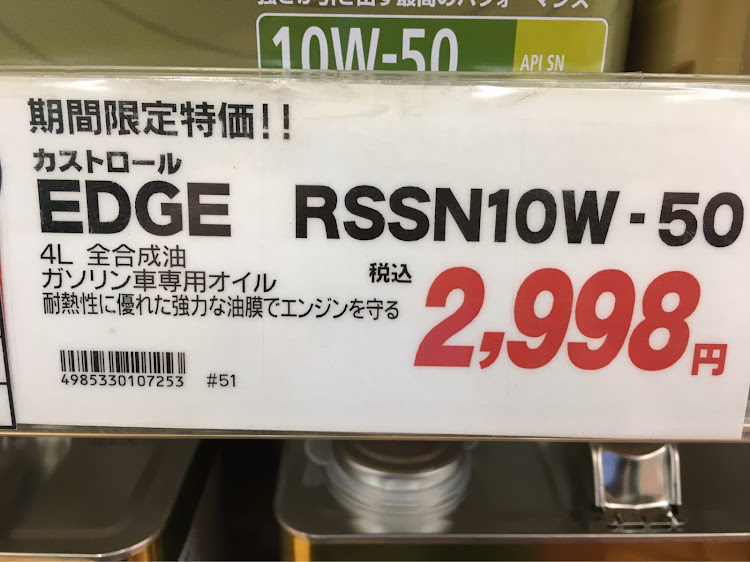 10W-50
API SN
期間限定特価!!
カストロール
EDGE RSSN10W-50
4L 全合成油
ガソリン車専用オイル
耐熱性に優れた強力な油膜でエンジンを守る
税込 2,998円
4985330107253 #51